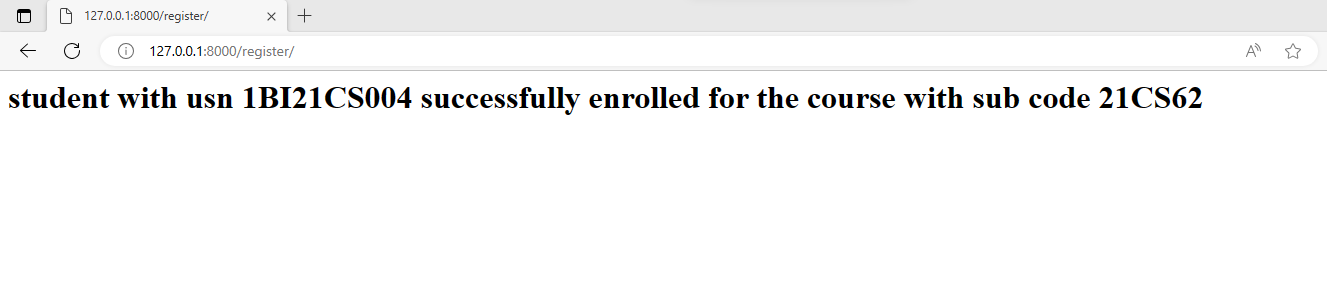 127.0.0.1:8000/register/
127.0.0.1:8000/register/
student with usn 1BI21CS004 successfully enrolled for the course with sub code 21CS62